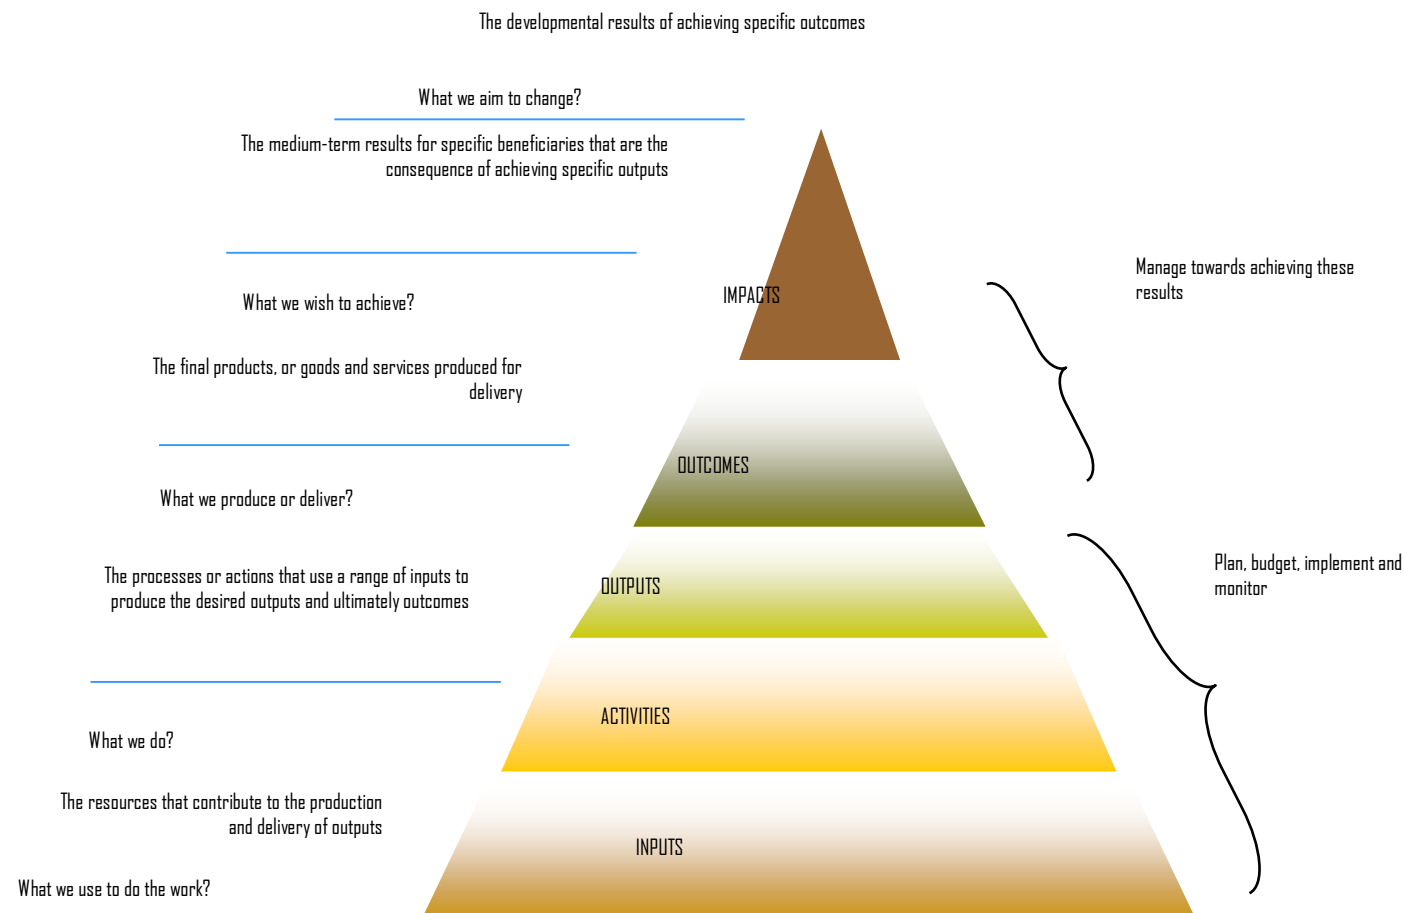 The developmental results of achieving specific outcomes
What we aim to change?
The medium-term results for specific beneficiaries that are the
consequence of achieving specific outputs
Manage towards achieving these
results
IMPACTS
What we wish to achieve?
The final products, or goods and services produced for
delivery
OUTCOMES
What we produce or deliver?
Plan, budget, implement and
monitor
The processes or actions that use a range of inputs to
produce the desired outputs and ultimately outcomes
OUTPUTS
ACTIVITIES
What we do?
The resources that contribute to the production
and delivery of outputs
INPUTS
What we use to do the work?